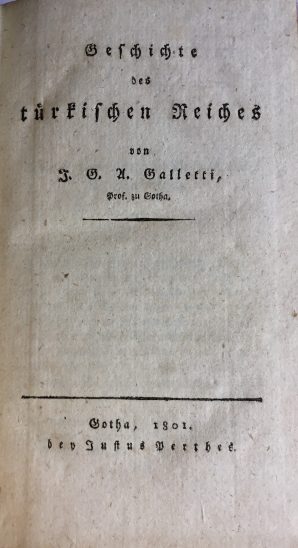 Geschichte
des
türkischen Reiches
von
J. G. A. Galletti,
Prof. zu Gotha.
Gotha, 1801.
bey Justus Perthes.